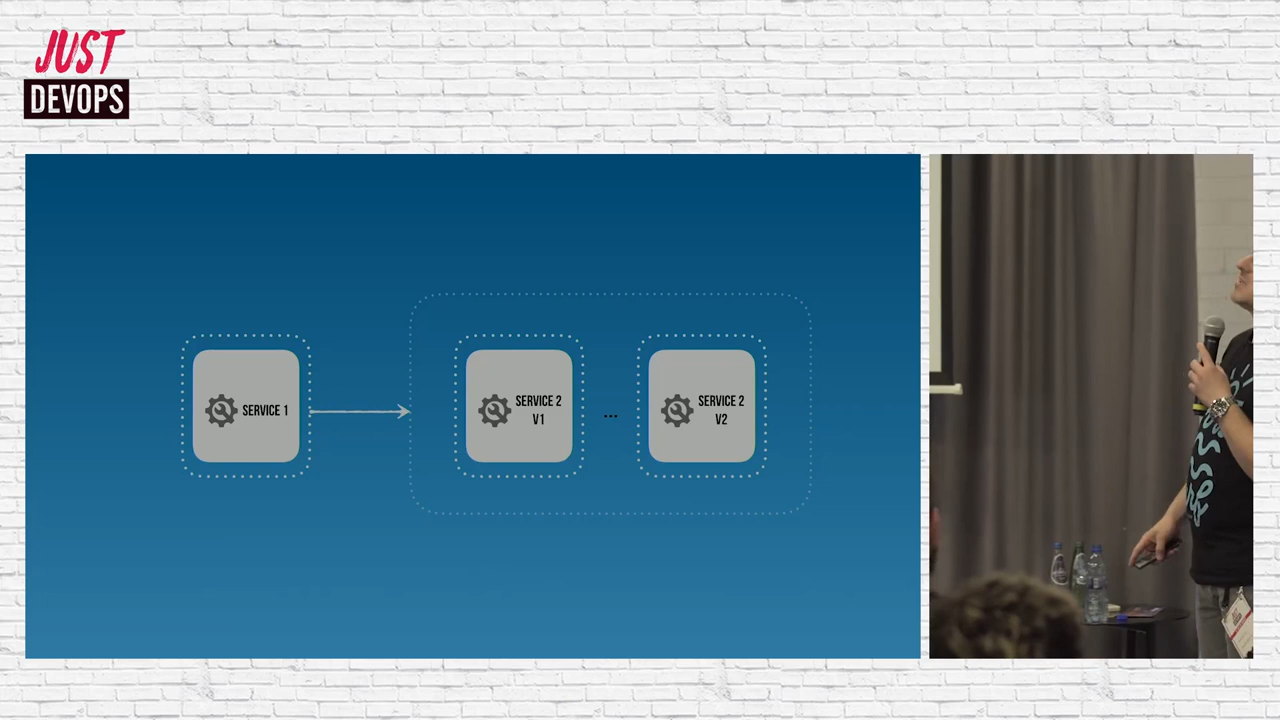 JUST
DEVOPS
SERVICE 1
SERVICE 2
V1
...
SERVICE 2
V2